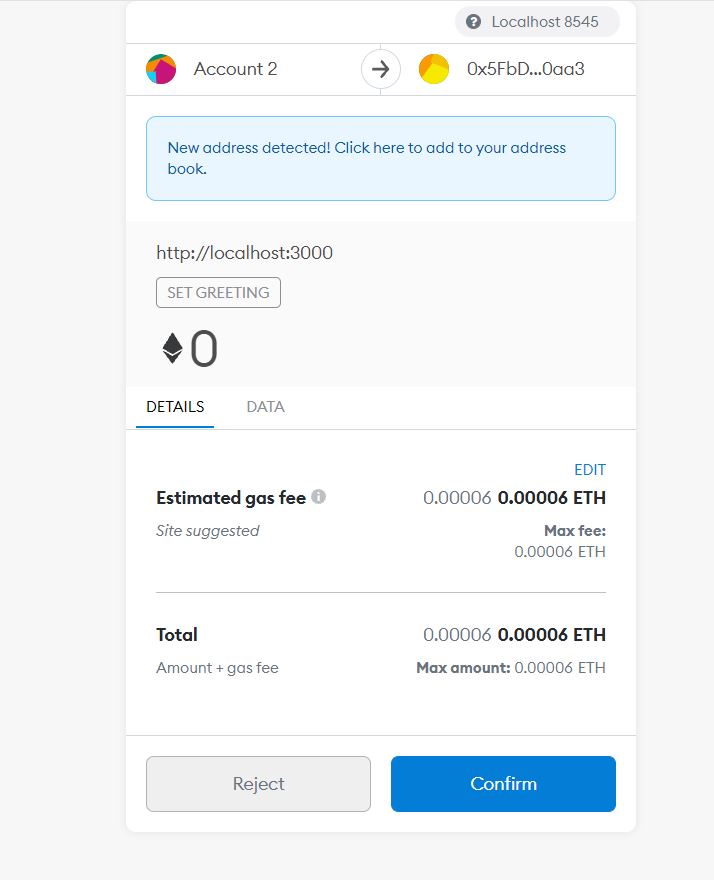 Localhost 8545
Account 2
0x5FbD...0aa3
New address detected! Click here to add to your address
book.
http://localhost:3000
SET GREETING
0
DETAILS DATA
EDIT
Estimated gas fee 0.00006 0.00006 ETH
Site suggested Max fee:
0.00006 ETH
Total 0.00006 0.00006 ETH
Amount + gas fee Max amount: 0.00006 ETH
Reject Confirm